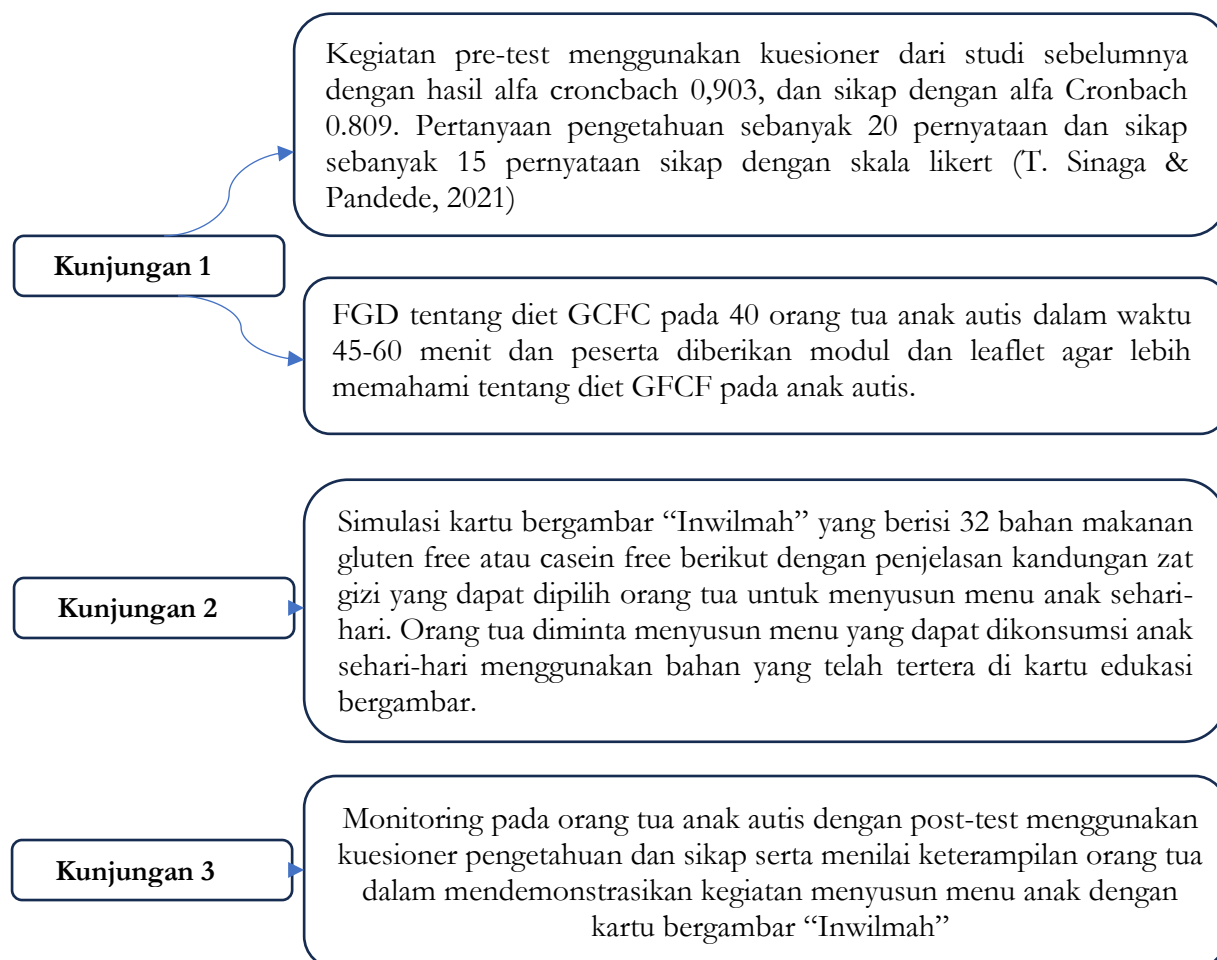 Kegiatan pre-test menggunakan kuesioner dari studi sebelumnya
dengan hasil alfa croncbach 0,903, dan sikap dengan alfa Cronbach
0.809. Pertanyaan pengetahuan sebanyak 20 pernyataan dan sikap
sebanyak 15 pernyataan sikap dengan skala likert (T. Sinaga &
Pandede, 2021)
Kunjungan 1
FGD tentang diet GCFC pada 40 orang tua anak autis dalam waktu
45-60 menit dan peserta diberikan modul dan leaflet agar lebih
memahami tentang diet GFCF pada anak autis.
Simulasi kartu bergambar “Inwilmah” yang berisi 32 bahan makanan
gluten free atau casein free berikut dengan penjelasan kandungan zat
gizi yang dapat dipilih orang tua untuk menyusun menu anak sehari-
hari. Orang tua diminta menyusun menu yang dapat dikonsumsi anak
sehari-hari menggunakan bahan yang telah tertera di kartu edukasi
bergambar.
Kunjungan 2
Monitoring pada orang tua anak autis dengan post-test menggunakan
kuesioner pengetahuan dan sikap serta menilai keterampilan orang tua
dalam mendemonstrasikan kegiatan menyusun menu anak dengan
kartu bergambar “Inwilmah”
Kunjungan 3